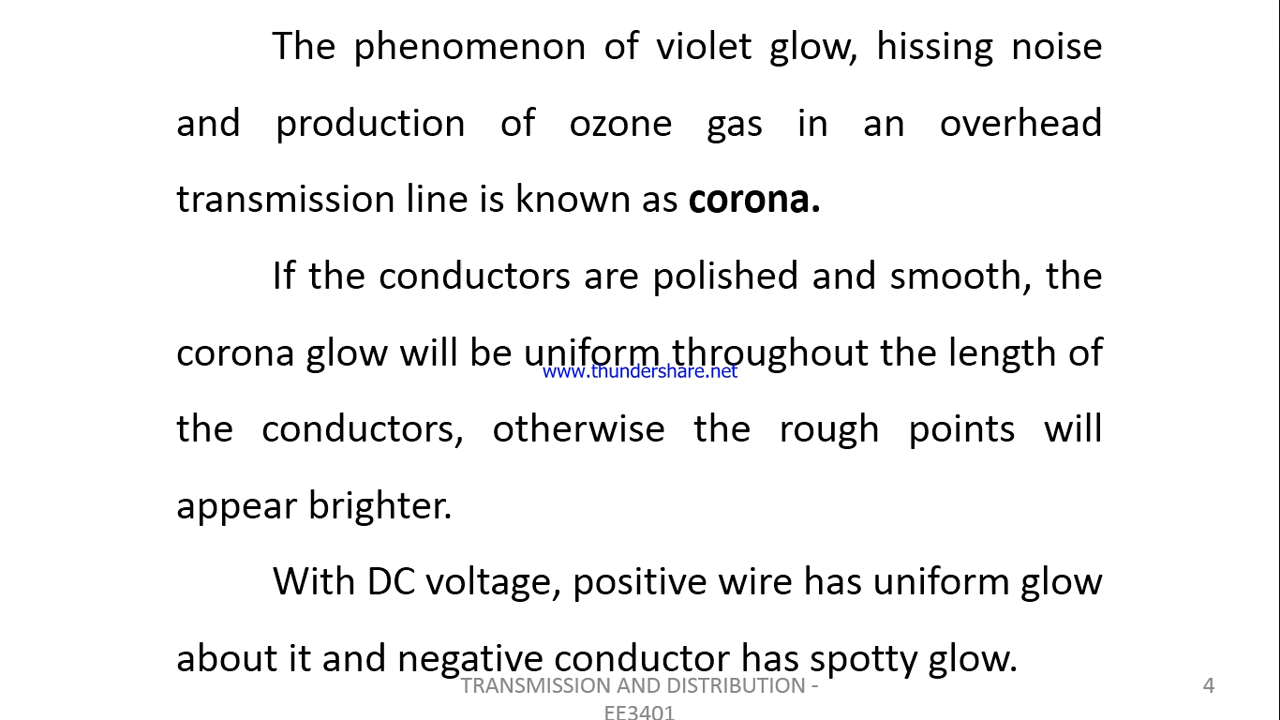 The phenomenon of violet glow, hissing noise
and production of ozone gas in an overhead
transmission line is known as corona.
If the conductors are polished and smooth, the
corona glow will be uniform throughout the length of
www.thundershare.net
the conductors, otherwise the rough points will
appear brighter.
With DC voltage, positive wire has uniform glow
about it and negative conductor has spotty glow.
TRANSMISSION AND DISTRIBUTION -
EE3401
4